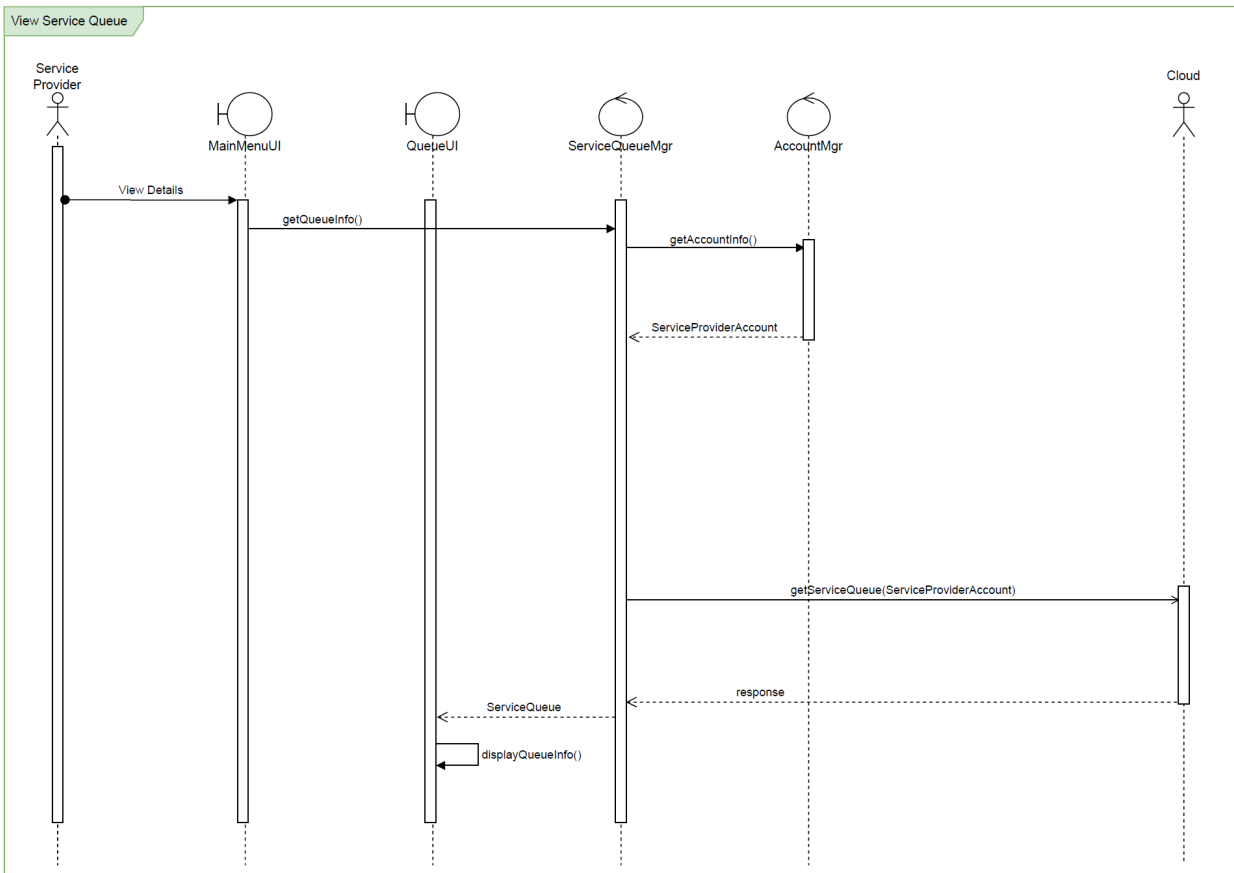 View Service Queue
Service
Provider
Cloud
MainMenuUI
QueueUI
ServiceQueueMgr
AccountMgr
View Details
getQueueInfo()
getAccountInfo()
ServiceProviderAccount
getServiceQueue(ServiceProviderAccount)
response
ServiceQueue
displayQueueInfo()